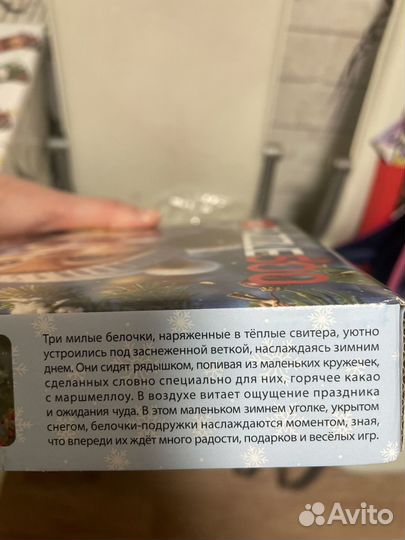 ZZLE500
Три милые белочки, наряженные в тёплые свитера, уютно
устроились под заснеженной веткой, наслаждаясь зимним
днем. Они сидят рядышком, попивая из маленьких кружечек,
сделанных словно специально для них, горячее какао
с маршмеллоу. В воздухе витает ощущение праздника
и ожидания чуда. В этом маленьком зимнем уголке, укрытом
снегом, белочки-подружки наслаждаются моментом, зная,
что впереди их ждёт много радости, подарков и весёлых игр.
Avito